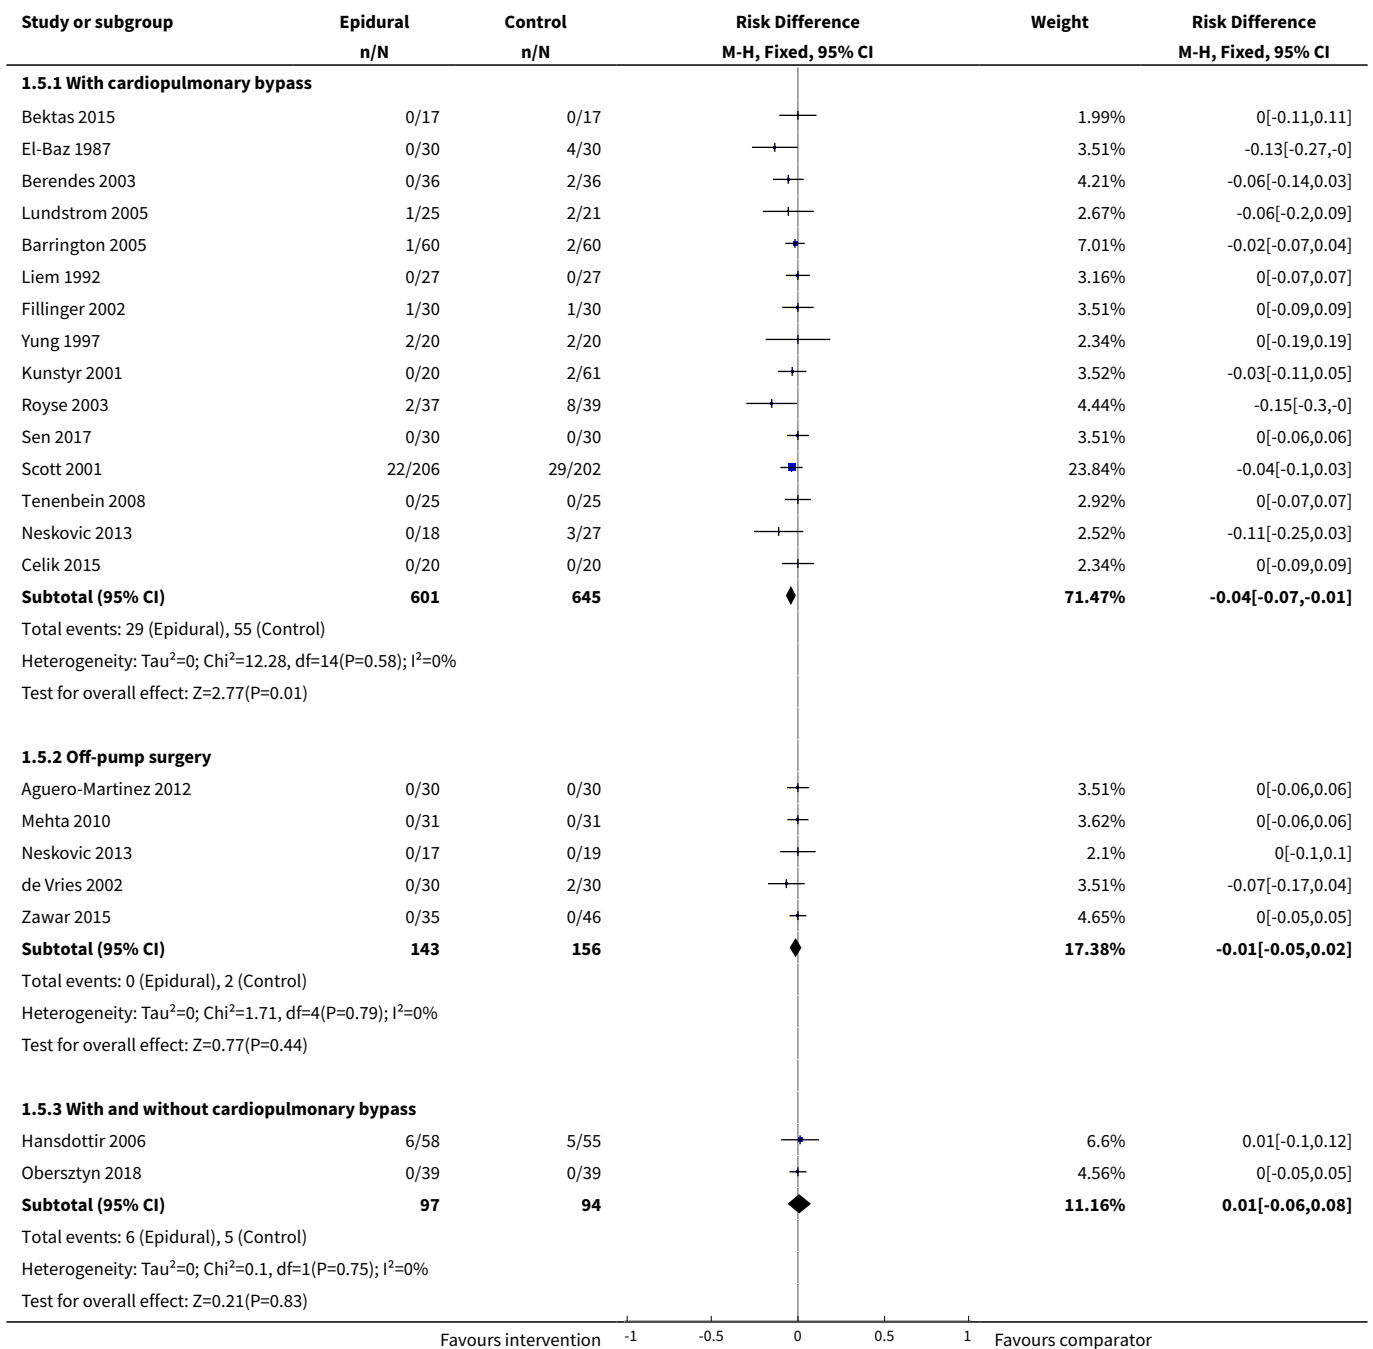 Study or subgroup Epidural Control Risk Difference Weight Risk Difference
n/N n/N M-H, Fixed, 95% CI M-H, Fixed, 95% CI
1.5.1 With cardiopulmonary bypass
Bektas 2015 0/17 0/17 1.99% 0[-0.11,0.11]
El-Baz 1987 0/30 4/30 3.51% -0.13[-0.27,-0]
Berendes 2003 0/36 2/36 4.21% -0.06[-0.14,0.03]
Lundstrom 2005 1/25 2/21 2.67% -0.06[-0.2,0.09]
Barrington 2005 1/60 2/60 7.01% -0.02[-0.07,0.04]
Liem 1992 0/27 0/27 3.16% 0[-0.07,0.07]
Fillinger 2002 1/30 1/30 3.51% 0[-0.09,0.09]
Yung 1997 2/20 2/20 2.34% 0[-0.19,0.19]
Kunstyr 2001 0/20 2/61 3.52% -0.03[-0.11,0.05]
Royse 2003 2/37 8/39 4.44% -0.15[-0.3,-0]
Sen 2017 0/30 0/30 3.51% 0[-0.06,0.06]
Scott 2001 22/206 29/202 23.84% -0.04[-0.1,0.03]
Tenenbein 2008 0/25 0/25 2.92% 0[-0.07,0.07]
Neskovic 2013 0/18 3/27 2.52% -0.11[-0.25,0.03]
Celik 2015 0/20 0/20 2.34% 0[-0.09,0.09]
Subtotal (95% CI) 601 645 71.47% -0.04[-0.07,-0.01]
Total events: 29 (Epidural), 55 (Control)
Heterogeneity: Tau²=0; Chi²=12.28, df=14(P=0.58); I²=0%
Test for overall effect: Z=2.77(P=0.01)
1.5.2 Off-pump surgery
Aguero-Martinez 2012 0/30 0/30 3.51% 0[-0.06,0.06]
Mehta 2010 0/31 0/31 3.62% 0[-0.06,0.06]
Neskovic 2013 0/17 0/19 2.1% 0[-0.1,0.1]
de Vries 2002 0/30 2/30 3.51% -0.07[-0.17,0.04]
Zawar 2015 0/35 0/46 4.65% 0[-0.05,0.05]
Subtotal (95% CI) 143 156 17.38% -0.01[-0.05,0.02]
Total events: 0 (Epidural), 2 (Control)
Heterogeneity: Tau²=0; Chi²=1.71, df=4(P=0.79); I²=0%
Test for overall effect: Z=0.77(P=0.44)
1.5.3 With and without cardiopulmonary bypass
Hansdottir 2006 6/58 5/55 6.6% 0.01[-0.1,0.12]
Obersztyn 2018 0/39 0/39 4.56% 0[-0.05,0.05]
Subtotal (95% CI) 97 94 11.16% 0.01[-0.06,0.08]
Total events: 6 (Epidural), 5 (Control)
Heterogeneity: Tau²=0; Chi²=0.1, df=1(P=0.75); I²=0%
Test for overall effect: Z=0.21(P=0.83)
Favours intervention -1 -0.5 0 0.5 1 Favours comparator